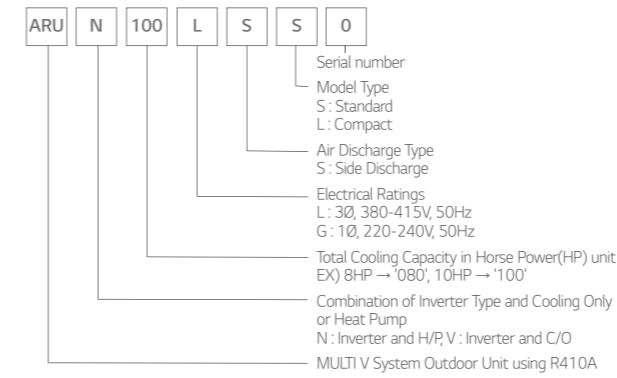 ARU N 100 L S S 0
Serial number
Model Type
S : Standard
L : Compact
Air Discharge Type
S : Side Discharge
Electrical Ratings
L : 3Ø, 380-415V, 50Hz
G : 1Ø, 220-240V, 50Hz
Total Cooling Capacity in Horse Power(HP) unit
EX) 8HP → '080', 10HP → '100'
Combination of Inverter Type and Cooling Only
or Heat Pump
N : Inverter and H/P, V : Inverter and C/O
MULTI V System Outdoor Unit using R410A